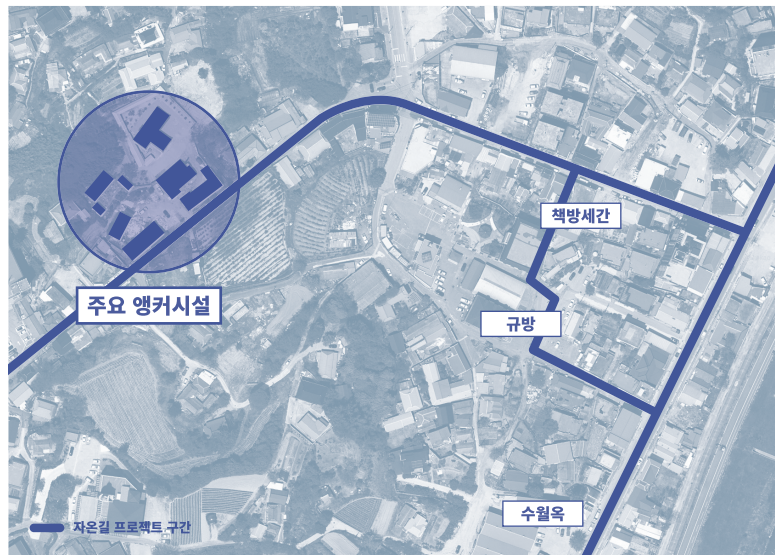 책방세간
주요 앵커시설
규방
수월옥
자온길 프로젝트 구간